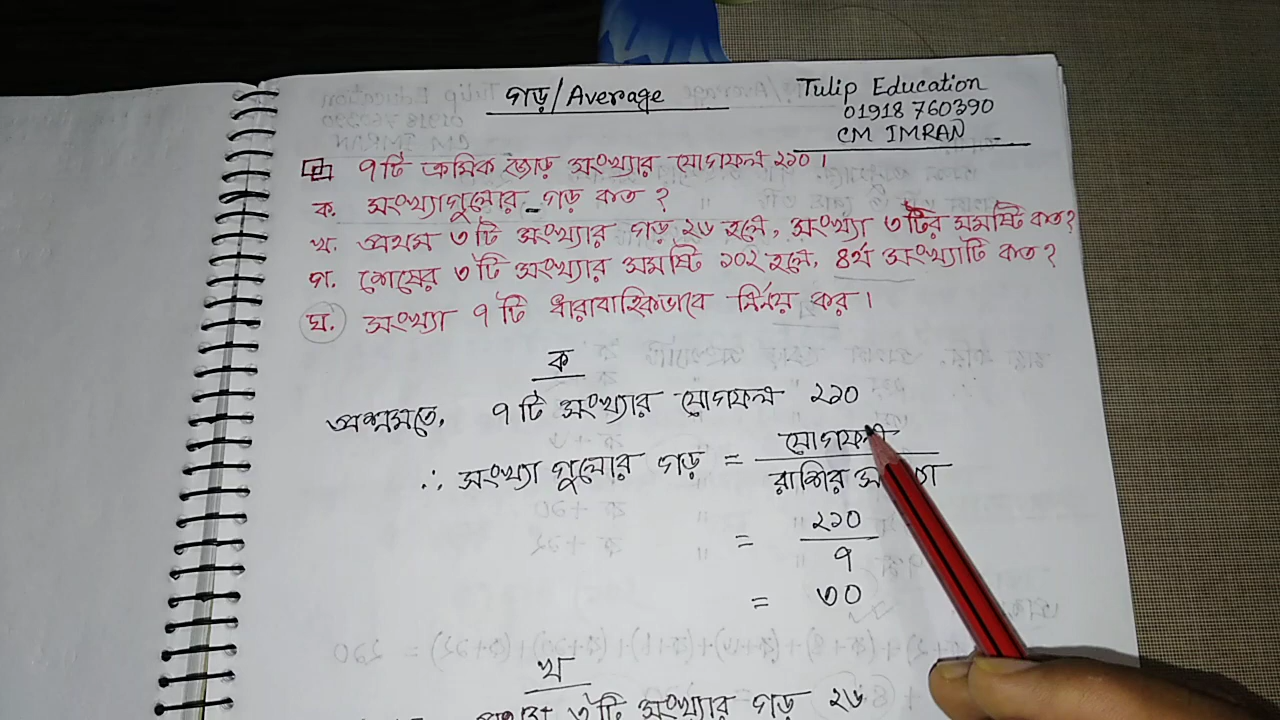 গড়/Average
Tulip Education
01918 760390
CM IMRAN
৭টি ক্রমিক জোড় সংখ্যার যোগফল ২১০।
ক. সংখ্যাগুলোর গড় কত ?
খ. প্রথম ৩টি সংখ্যার গড় ২৬ হলে, সংখ্যা ৩টির সমষ্টি কত?
গ. শেষের ৩টি সংখ্যার সমষ্টি ১০২ হলে, ৪র্থ সংখ্যাটি কত ?
ঘ. সংখ্যা ৭টি ধারাবাহিকভাবে নির্নয় কর।
ক
প্রশ্নমতে, ৭টি সংখ্যার যোগফল ২১০
∴ সংখ্যা গুলোর গড় = যোগফল
রাশির
= ২১০
৭
= ৩০
খ
৩টি সংখ্যার গড় ২৬